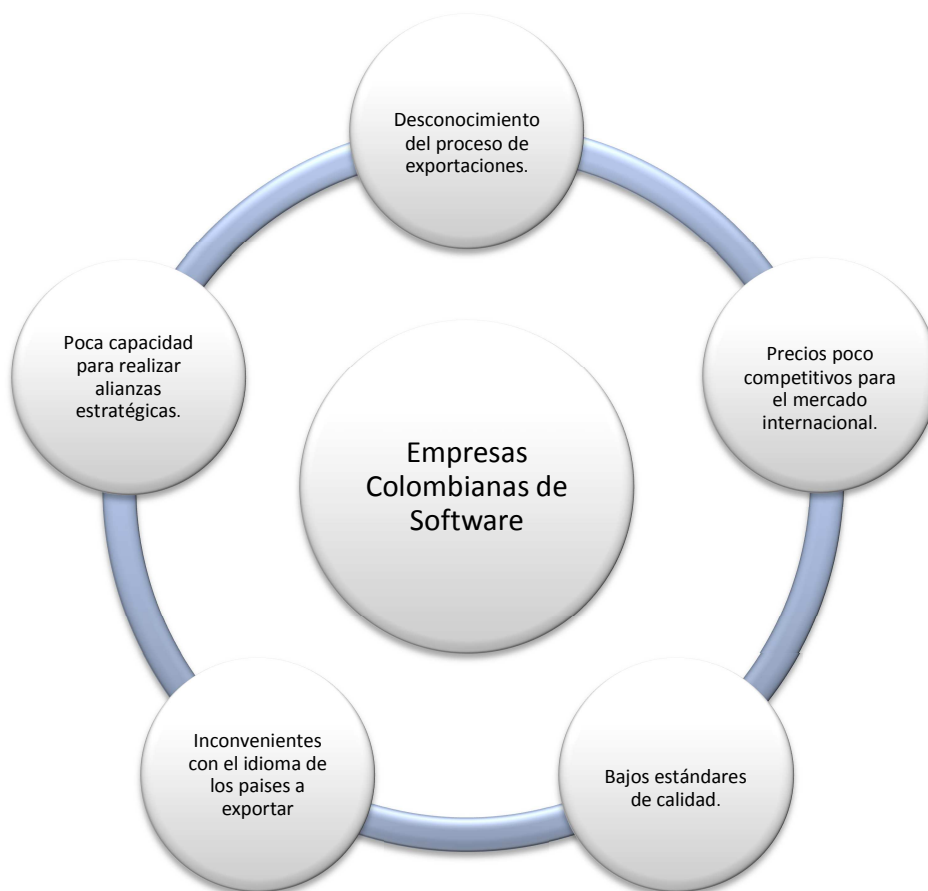 Desconocimiento
del proceso de
exportaciones.
Poca capacidad
para realizar
alianzas
estratégicas.
Precios poco
competitivos para
el mercado
internacional.
Empresas
Colombianas de
Software
Inconvenientes
con el idioma de
los paises a
exportar
Bajos estándares
de calidad.